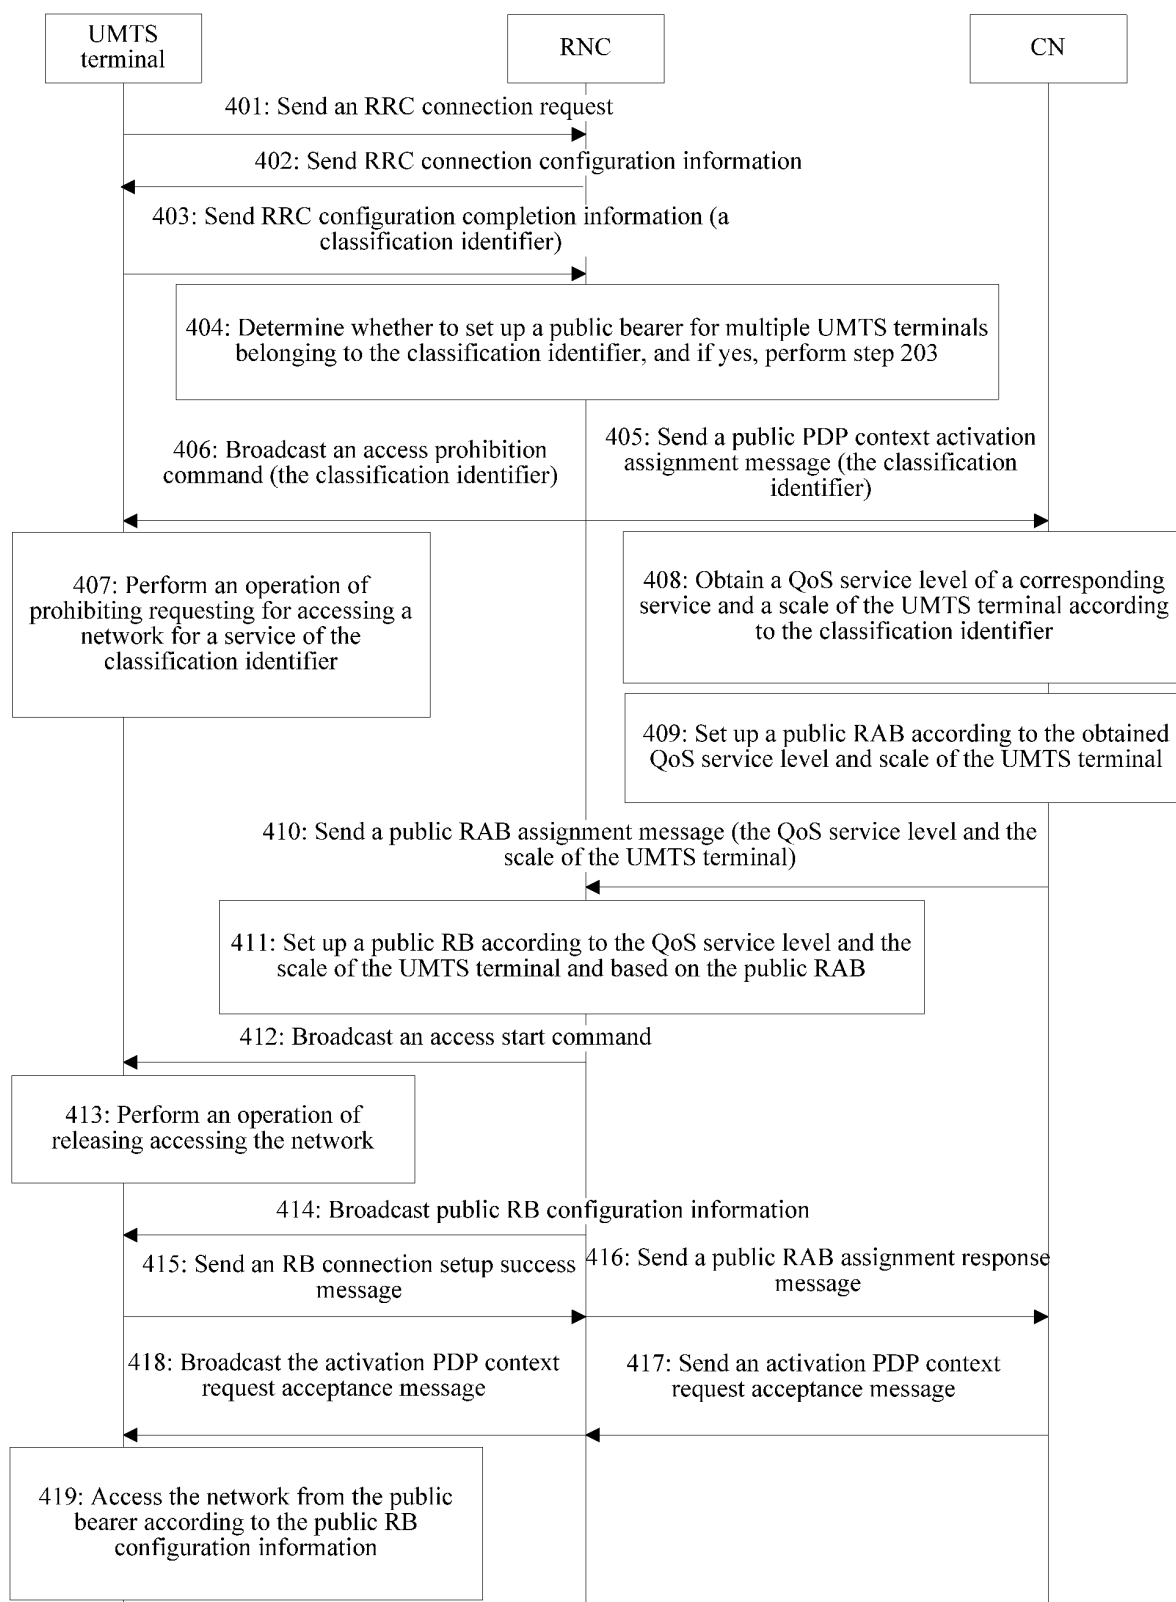 UMTS
terminal
RNC
CN
401: Send an RRC connection request
402: Send RRC connection configuration information
403: Send RRC configuration completion information (a
classification identifier)
404: Determine whether to set up a public bearer for multiple UMTS terminals
belonging to the classification identifier, and if yes, perform step 203
406: Broadcast an access prohibition
command (the classification identifier)
405: Send a public PDP context activation
assignment message (the classification
identifier)
407: Perform an operation of
prohibiting requesting for accessing a
network for a service of the
classification identifier
408: Obtain a QoS service level of a corresponding
service and a scale of the UMTS terminal according
to the classification identifier
409: Set up a public RAB according to the obtained
QoS service level and scale of the UMTS terminal
410: Send a public RAB assignment message (the QoS service level and the
scale of the UMTS terminal)
411: Set up a public RB according to the QoS service level and the
scale of the UMTS terminal and based on the public RAB
412: Broadcast an access start command
413: Perform an operation of
releasing accessing the network
414: Broadcast public RB configuration information
415: Send an RB connection setup success
message
416: Send a public RAB assignment response
message
418: Broadcast the activation PDP context
request acceptance message
417: Send an activation PDP context
request acceptance message
419: Access the network from the public
bearer according to the public RB
configuration information